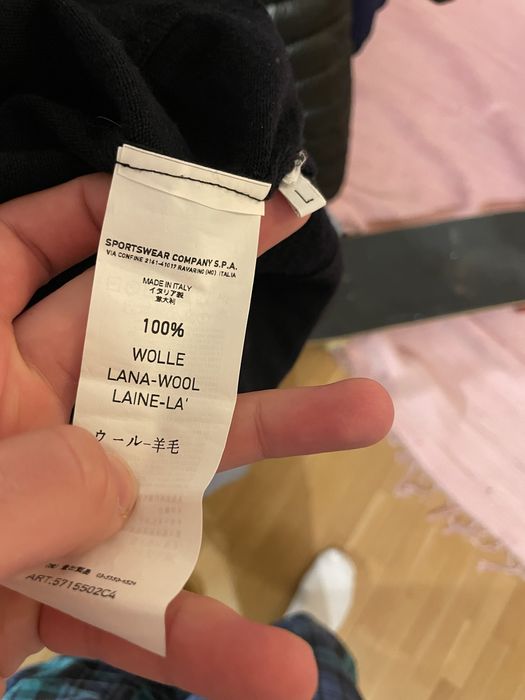 L
SPORTSWEAR COMPANY S.P.A.
VIA CONFINE 2161-41017 RAVARINO (MO) ITALIA
MADE IN ITALY
イタリア製
意大利
100%
WOLLE
LANA-WOOL
LAINE-LA'
ウール-羊毛
ART.5715502C4